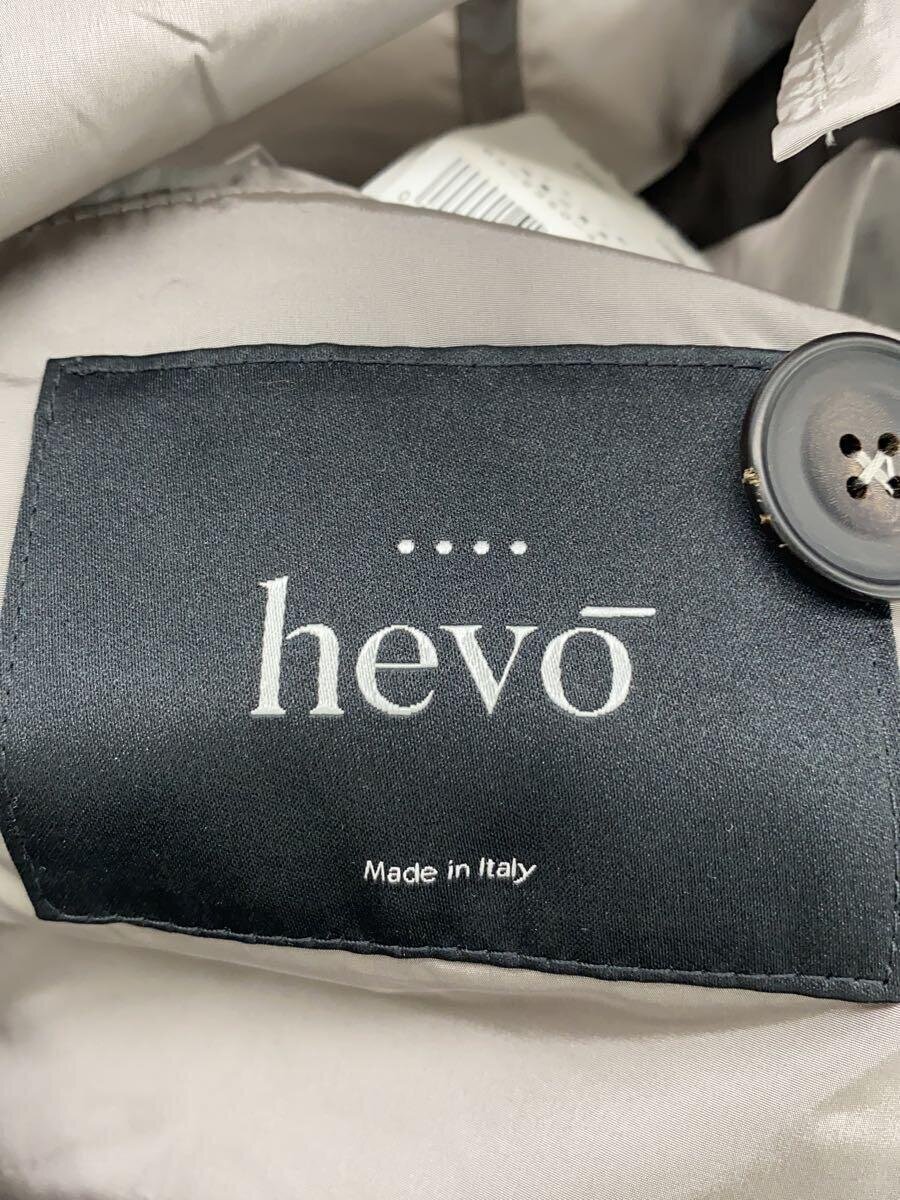 ....
hevō
Made in Italy